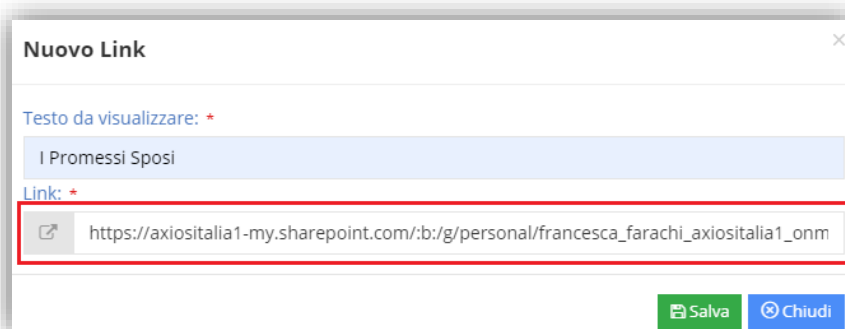 Nuovo Link
Testo da visualizzare: *
I Promessi Sposi
Link: *
https://axiositalia1-my.sharepoint.com/:b:/g/personal/francesca_farachi_axiositalia1_onm
Salva Chiudi